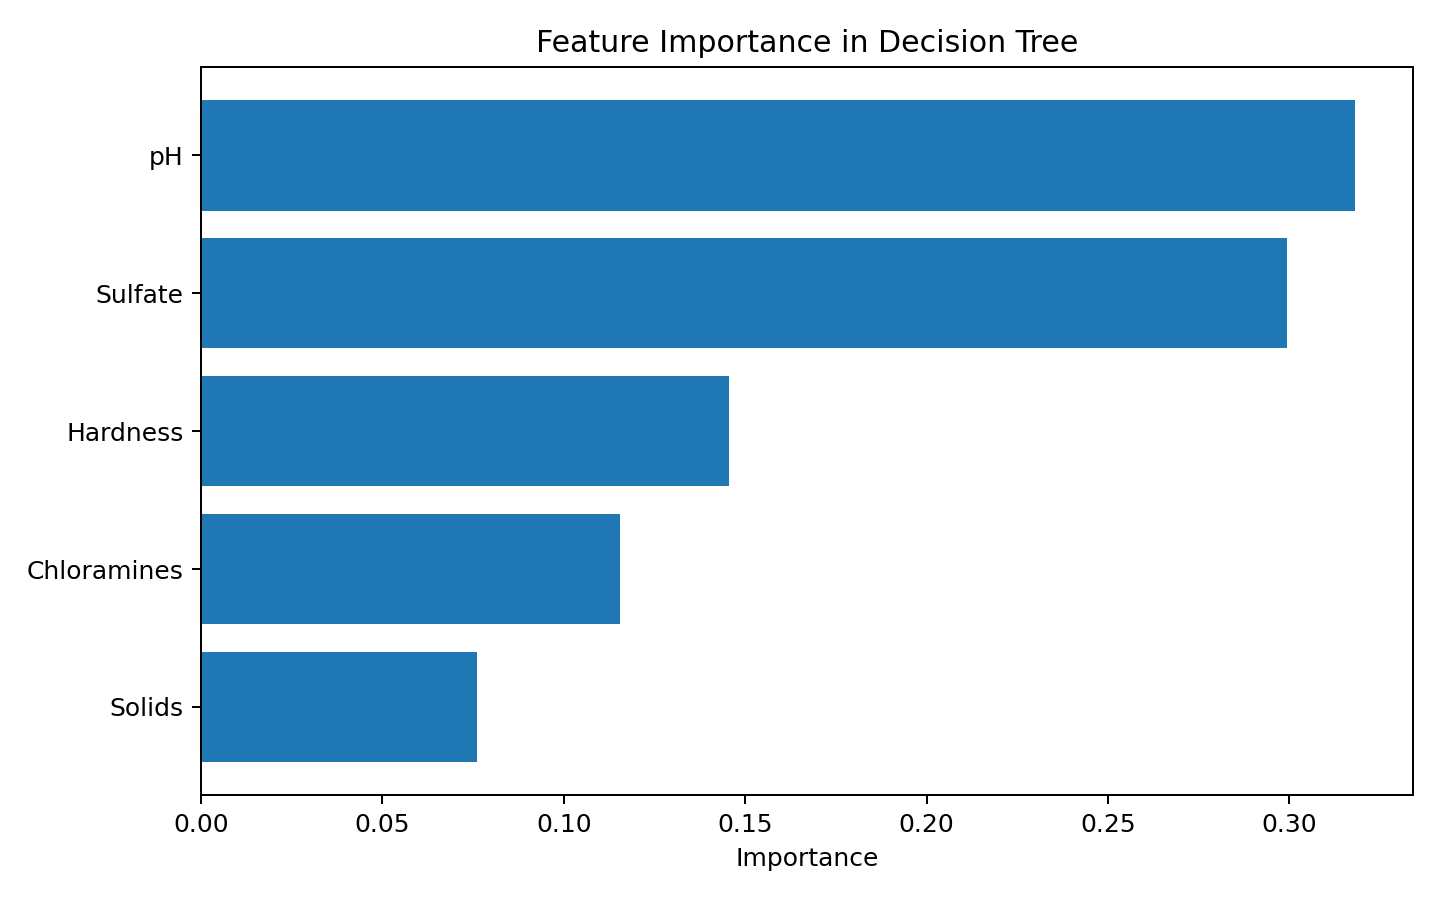 Feature Importance in Decision Tree
pH
Sulfate
Hardness
Chloramines
Solids
0.00 0.05 0.10 0.15 0.20 0.25 0.30
Importance